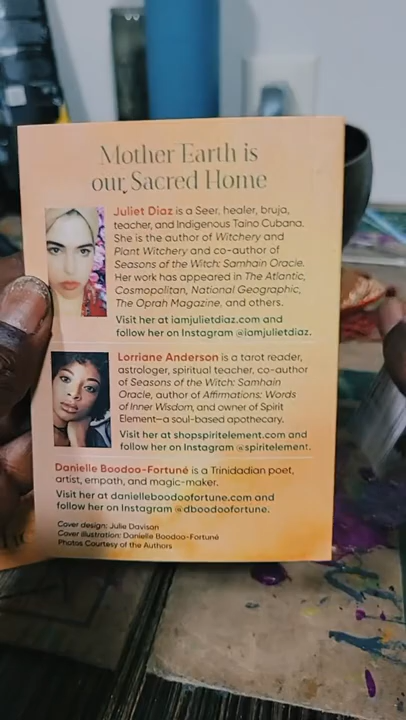 Mother Earth is
our Sacred Home
Juliet Diaz is a Seer, healer, bruja,
teacher, and Indigenous Taino Cubana.
She is the author of Witchery and
Plant Witchery and co-author of
Seasons of the Witch: Samhain Oracle.
Her work has appeared in The Atlantic,
Cosmopolitan, National Geographic,
The Oprah Magazine, and others.
Visit her at iamjulietdiaz.com and
follow her on Instagram @iamjulietdiaz.
Lorriane Anderson is a tarot reader,
astrologer, spiritual teacher, co-author
of Seasons of the Witch: Samhain
Oracle, author of Affirmations: Words
of Inner Wisdom, and owner of Spirit
Element—a soul-based apothecary.
Visit her at shopspiritelement.com and
follow her on Instagram @spiritelement.
Danielle Boodoo-Fortuné is a Trinidadian poet,
artist, empath, and magic-maker.
Visit her at danielleboodoofortune.com and
follow her on Instagram @dboodoofortune.
Cover design: Julie Davison
Cover illustration: Danielle Boodoo-Fortuné
Photos Courtesy of the Authors